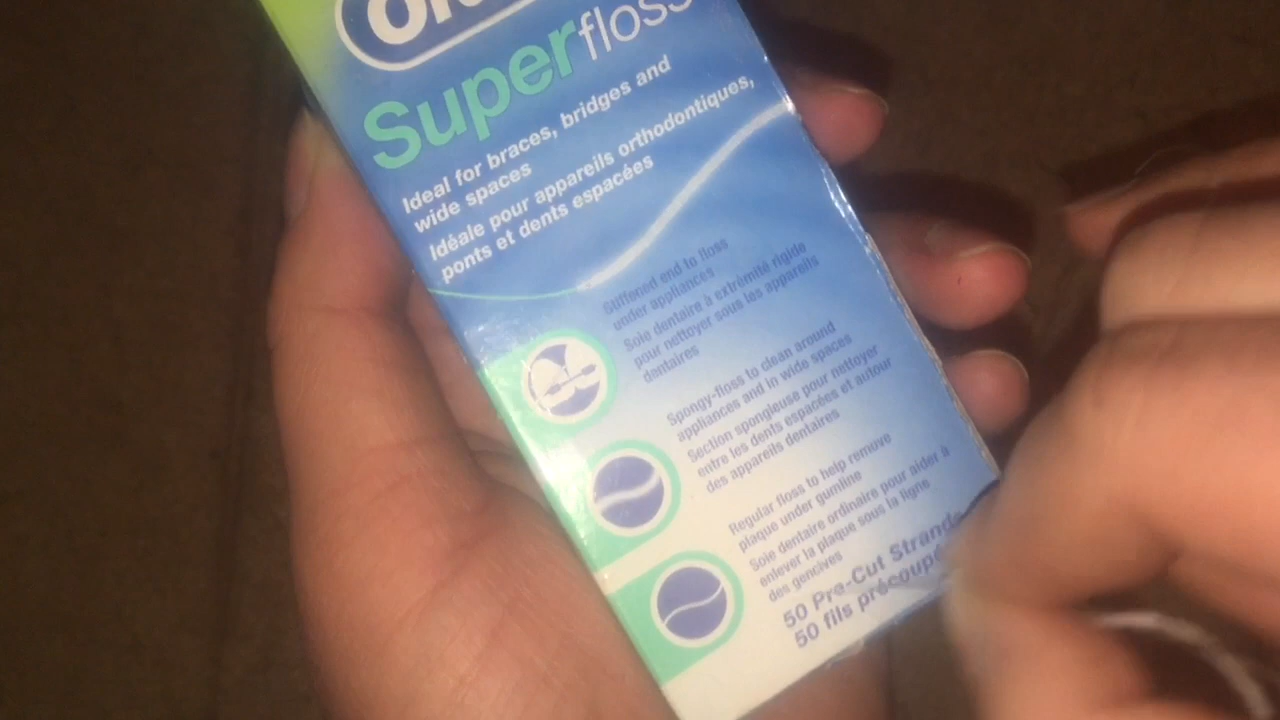 Superfloss
Ideal for braces, bridges and
wide spaces
Idéale pour appareils orthodontiques,
ponts et dents espacées
Stiffened end to floss
under appliances
Soie dentaire à extrémité rigide
pour nettoyer sous les appareils
dentaires
Spongy-floss to clean around
appliances and in wide spaces
Section spongieuse pour nettoyer
entre les dents espacées et autour
des appareils dentaires
Regular floss to help remove
plaque under gumline
Soie dentaire ordinaire pour aider à
enlever la plaque sous la ligne
des gencives
50 Pre-Cut Strands
50 fils précoupé